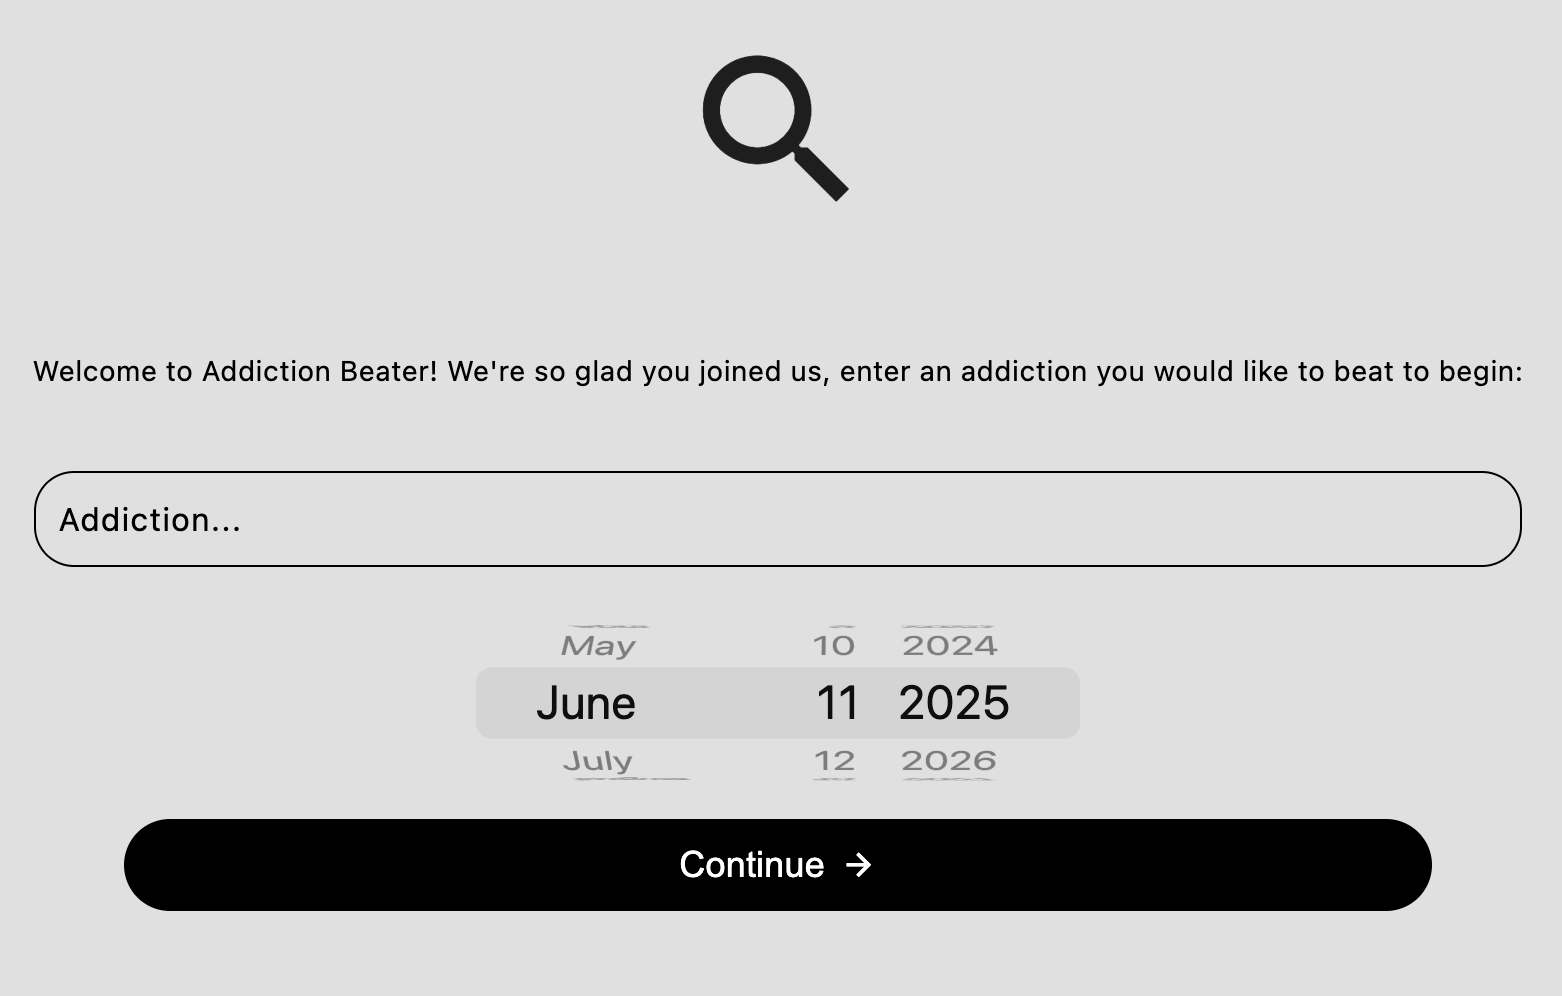 Welcome to Addiction Beater! We're so glad you joined us, enter an addiction you would like to beat to begin:
Addiction...
May 10 2024
June 11 2025
July 12 2026
Continue →